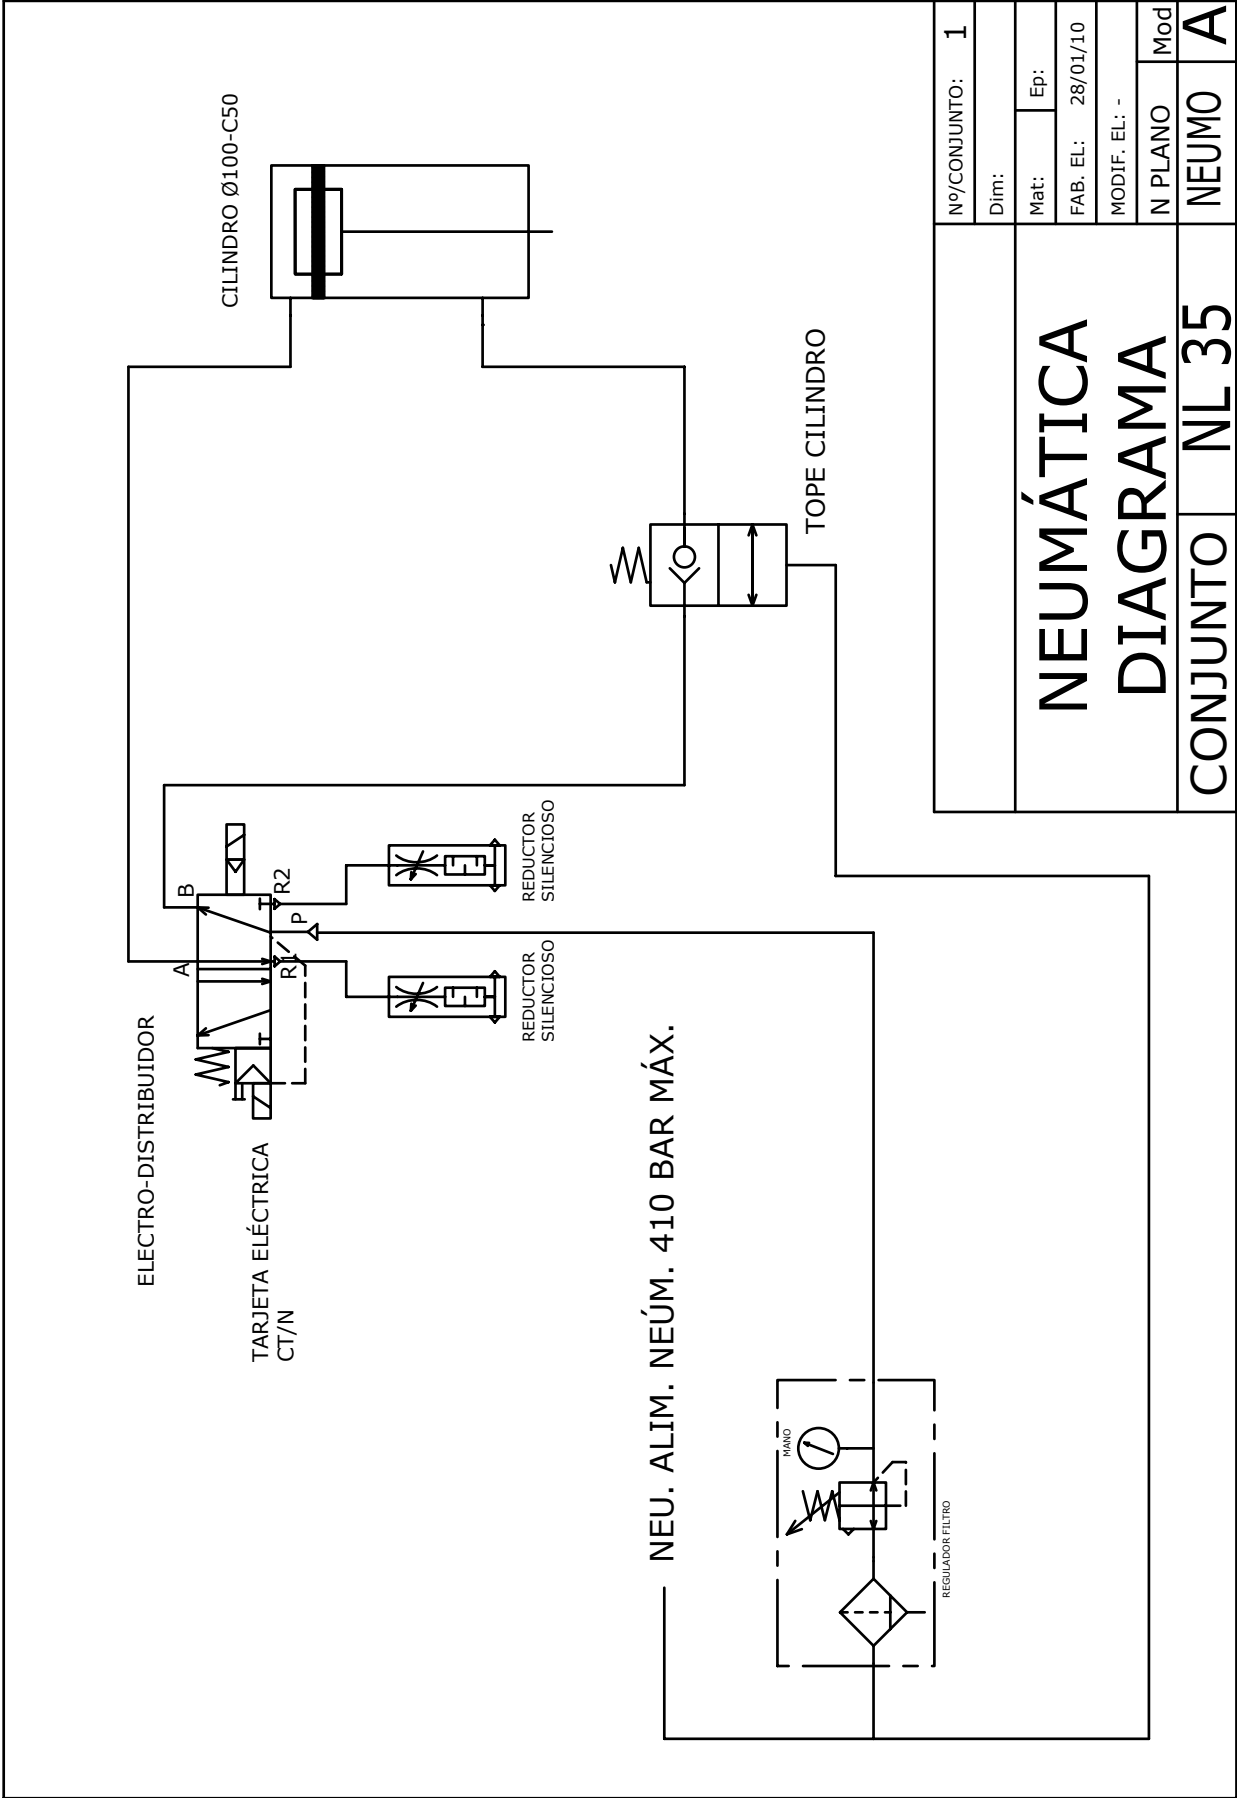 CILINDRO Ø100-C50
ELECTRO-DISTRIBUIDOR
A
B
R1
P
R2
TARJETA ELÉCTRICA
CT/N
REDUCTOR
SILENCIOSO
REDUCTOR
SILENCIOSO
TOPE CILINDRO
NEU. ALIM. NEÚM. 410 BAR MÁX.
MANO
REGULADOR FILTRO
NEUMÁTICA
DIAGRAMA
CONJUNTO NL 35
Nº/CONJUNTO: 1
Dim:
Mat: Ep:
FAB. EL: 28/01/10
MODIF. EL: -
N PLANO Mod
NEUMO A